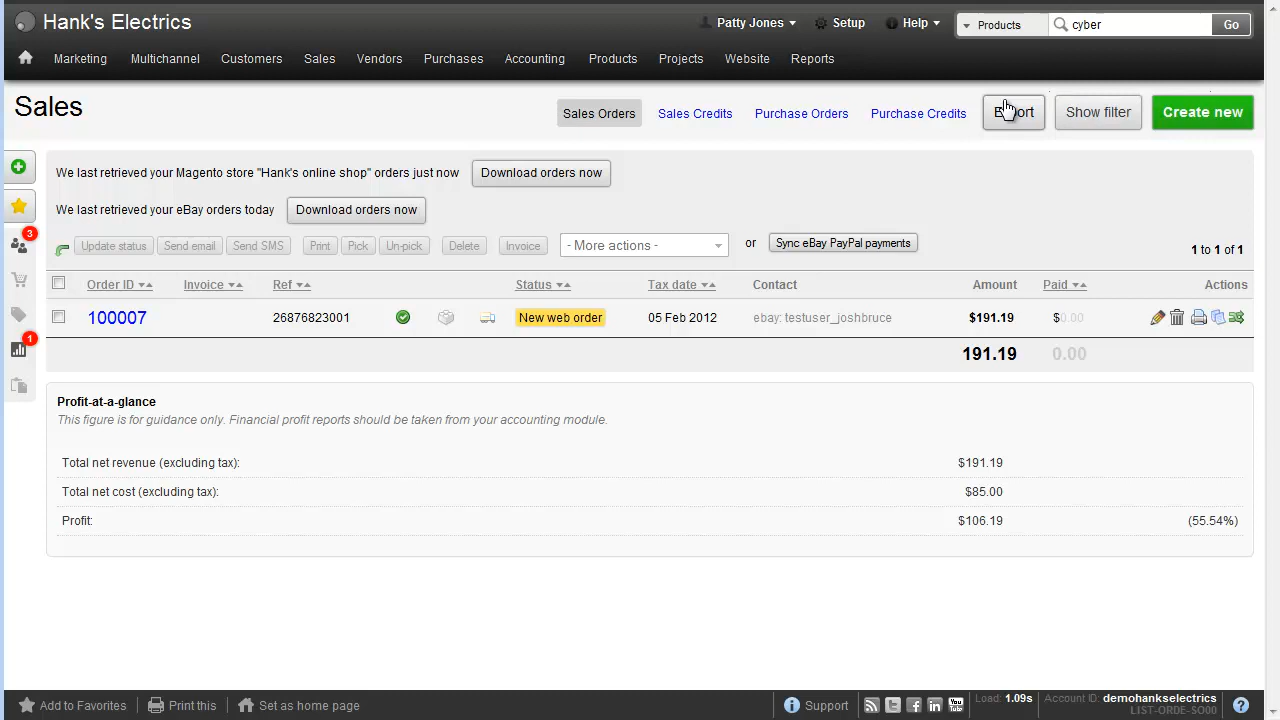 Hank's Electrics
Patty Jones Setup Help Products cyber Go
Marketing Multichannel Customers Sales Vendors Purchases Accounting Products Projects Website Reports
Sales
Sales Orders Sales Credits Purchase Orders Purchase Credits Show filter Create new
We last retrieved your Magento store "Hank's online shop" orders just now Download orders now
We last retrieved your eBay orders today Download orders now
Update status Send email Send SMS Print Pick Un-pick Delete Invoice - More actions - or Sync eBay PayPal payments 1 to 1 of 1
3
Order ID Invoice Ref Status Tax date Contact Amount Paid Actions
100007 26876823001 New web order 05 Feb 2012 ebay: testuser_joshbruce $191.19 $0.00
1
191.19 0.00
Profit-at-a-glance
This figure is for guidance only. Financial profit reports should be taken from your accounting module.
Total net revenue (excluding tax): $191.19
Total net cost (excluding tax): $85.00
Profit: $106.19 (55.54%)
Add to Favorites Print this Set as home page Support Load: 1.09s Account ID: demohankselectrics
LIST-ORDE-SO00